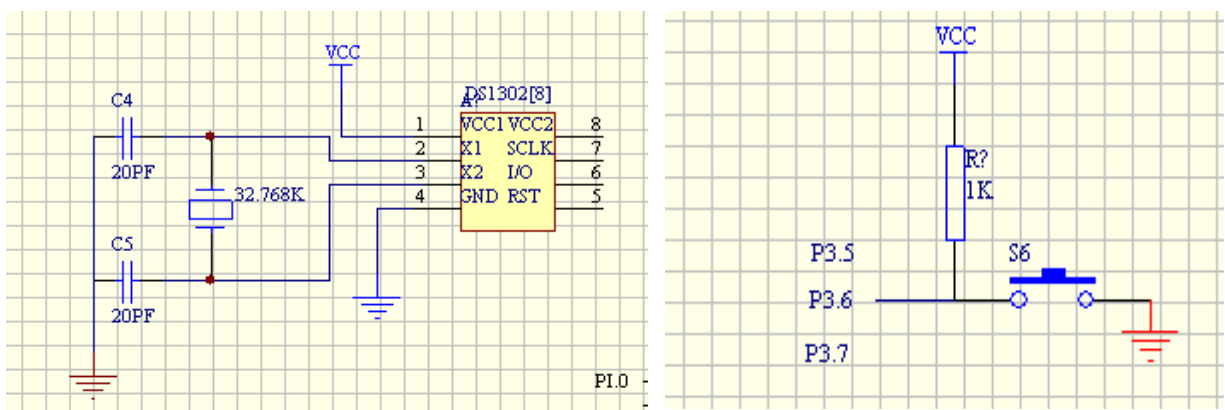 VCC
DS1302[8]
C4
20PF
32.768K
C5
20PF
1
2
3
4
VCC1 VCC2
X1 SCLK
X2 I/O
GND RST
8
7
6
5
P1.0
VCC
R?
1K
P3.5
S6
P3.6
P3.7